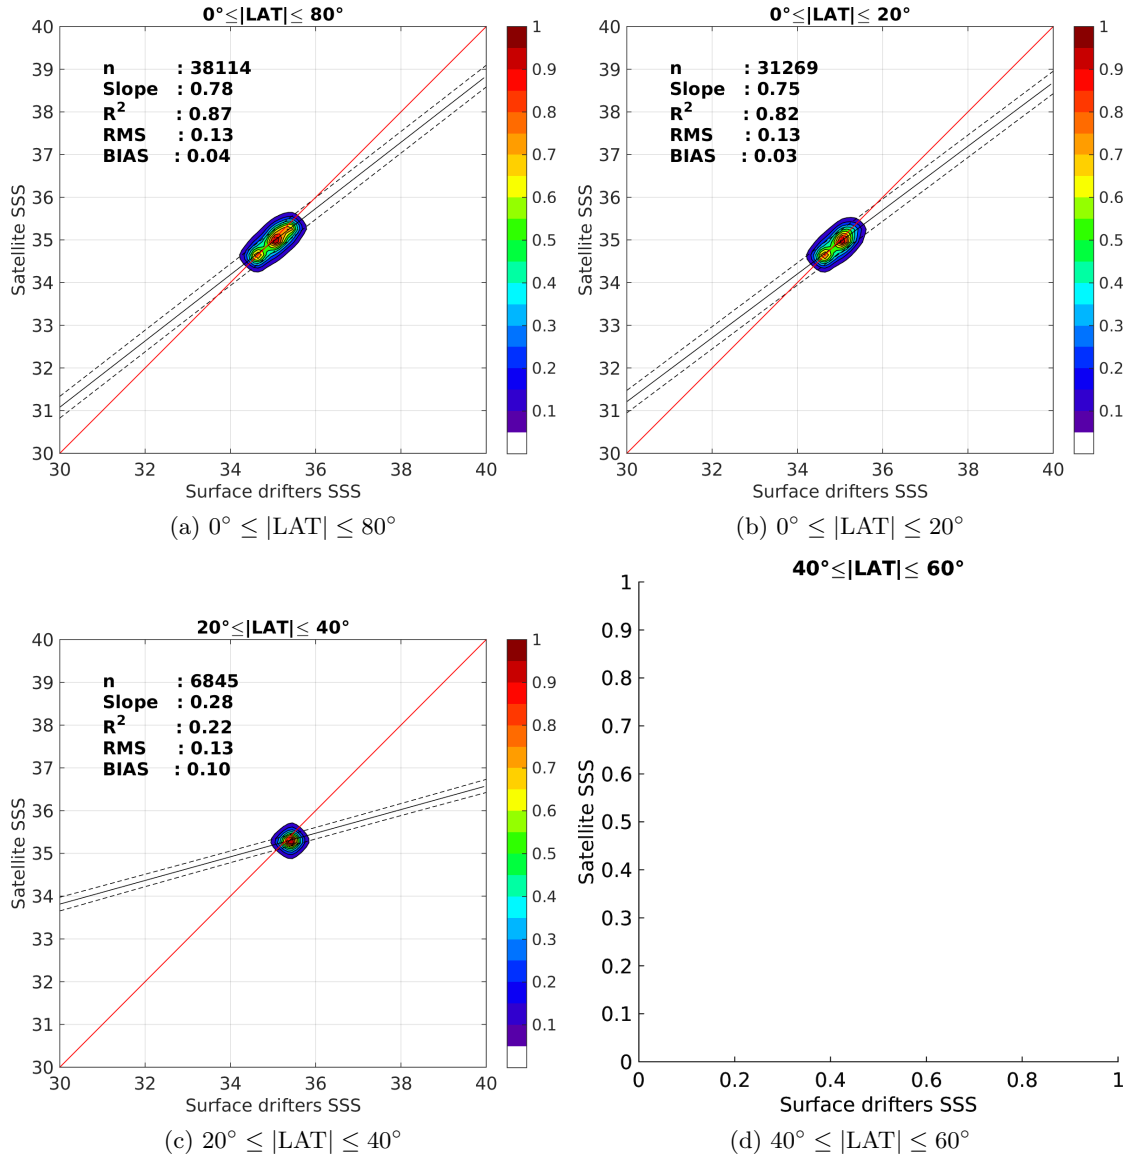 0°≤|LAT|≤ 80°
n : 38114
Slope : 0.78
R2 : 0.87
RMS : 0.13
BIAS : 0.04
40
39
38
37
36
35
34
33
32
31
30
30 32 34 36 38 40
Satellite SSS
Surface drifters SSS
1
0.9
0.8
0.7
0.6
0.5
0.4
0.3
0.2
0.1
(a) 0° ≤ |LAT| ≤ 80°
0°≤|LAT|≤ 20°
n : 31269
Slope : 0.75
R2 : 0.82
RMS : 0.13
BIAS : 0.03
40
39
38
37
36
35
34
33
32
31
30
30 32 34 36 38 40
Satellite SSS
Surface drifters SSS
1
0.9
0.8
0.7
0.6
0.5
0.4
0.3
0.2
0.1
(b) 0° ≤ |LAT| ≤ 20°
20°≤|LAT|≤ 40°
n : 6845
Slope : 0.28
R2 : 0.22
RMS : 0.13
BIAS : 0.10
40
39
38
37
36
35
34
33
32
31
30
30 32 34 36 38 40
Satellite SSS
Surface drifters SSS
1
0.9
0.8
0.7
0.6
0.5
0.4
0.3
0.2
0.1
(c) 20° ≤ |LAT| ≤ 40°
40°≤|LAT|≤ 60°
1
0.9
0.8
0.7
0.6
0.5
0.4
0.3
0.2
0.1
0
0 0.2 0.4 0.6 0.8 1
Satellite SSS
Surface drifters SSS
(d) 40° ≤ |LAT| ≤ 60°